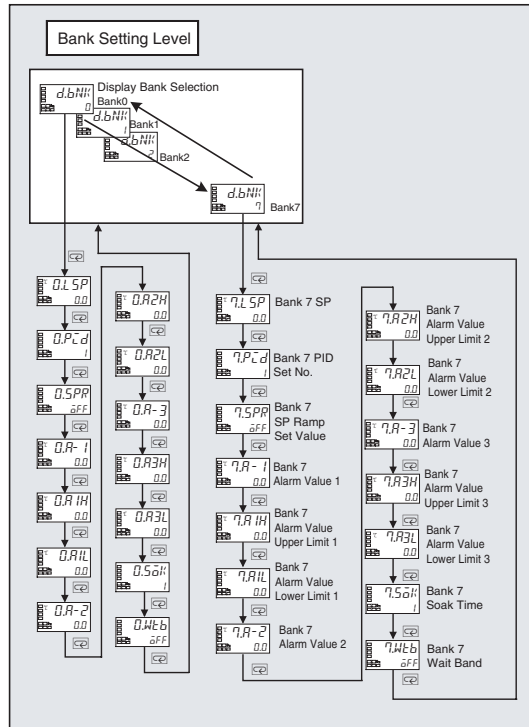 Bank Setting Level
Display Bank Selection
d.bNK
0
Bank0
d.bNK
1
Bank1
d.bNK
2
Bank2
d.bNK
7
Bank7
°C 0.LSP
0.0
0.Pid
1
0.SPR
oFF
°C 0.A-1
0.0
°C 0.A1H
0.0
°C 0.A1L
0.0
°C 0.A-2
0.0
°C 0.A2H
0.0
°C 0.A2L
0.0
°C 0.A-3
0.0
°C 0.A3H
0.0
°C 0.A3L
0.0
0.SoK
1
°C 0.Wtb
oFF
°C 7.LSP
0.0
Bank 7 SP
7.Pid
1
Bank 7 PID
Set No.
7.SPR
oFF
Bank 7
SP Ramp
Set Value
°C 7.A-1
0.0
Bank 7
Alarm Value 1
°C 7.A1H
0.0
Bank 7
Alarm Value
Upper Limit 1
°C 7.A1L
0.0
Bank 7
Alarm Value
Lower Limit 1
°C 7.A-2
0.0
Bank 7
Alarm Value 2
°C 7.A2H
0.0
Bank 7
Alarm Value
Upper Limit 2
°C 7.A2L
0.0
Bank 7
Alarm Value
Lower Limit 2
°C 7.A-3
0.0
Bank 7
Alarm Value 3
°C 7.A3H
0.0
Bank 7
Alarm Value
Upper Limit 3
°C 7.A3L
0.0
Bank 7
Alarm Value
Lower Limit 3
7.SoK
1
Bank 7
Soak Time
°C 7.Wtb
oFF
Bank 7
Wait Band